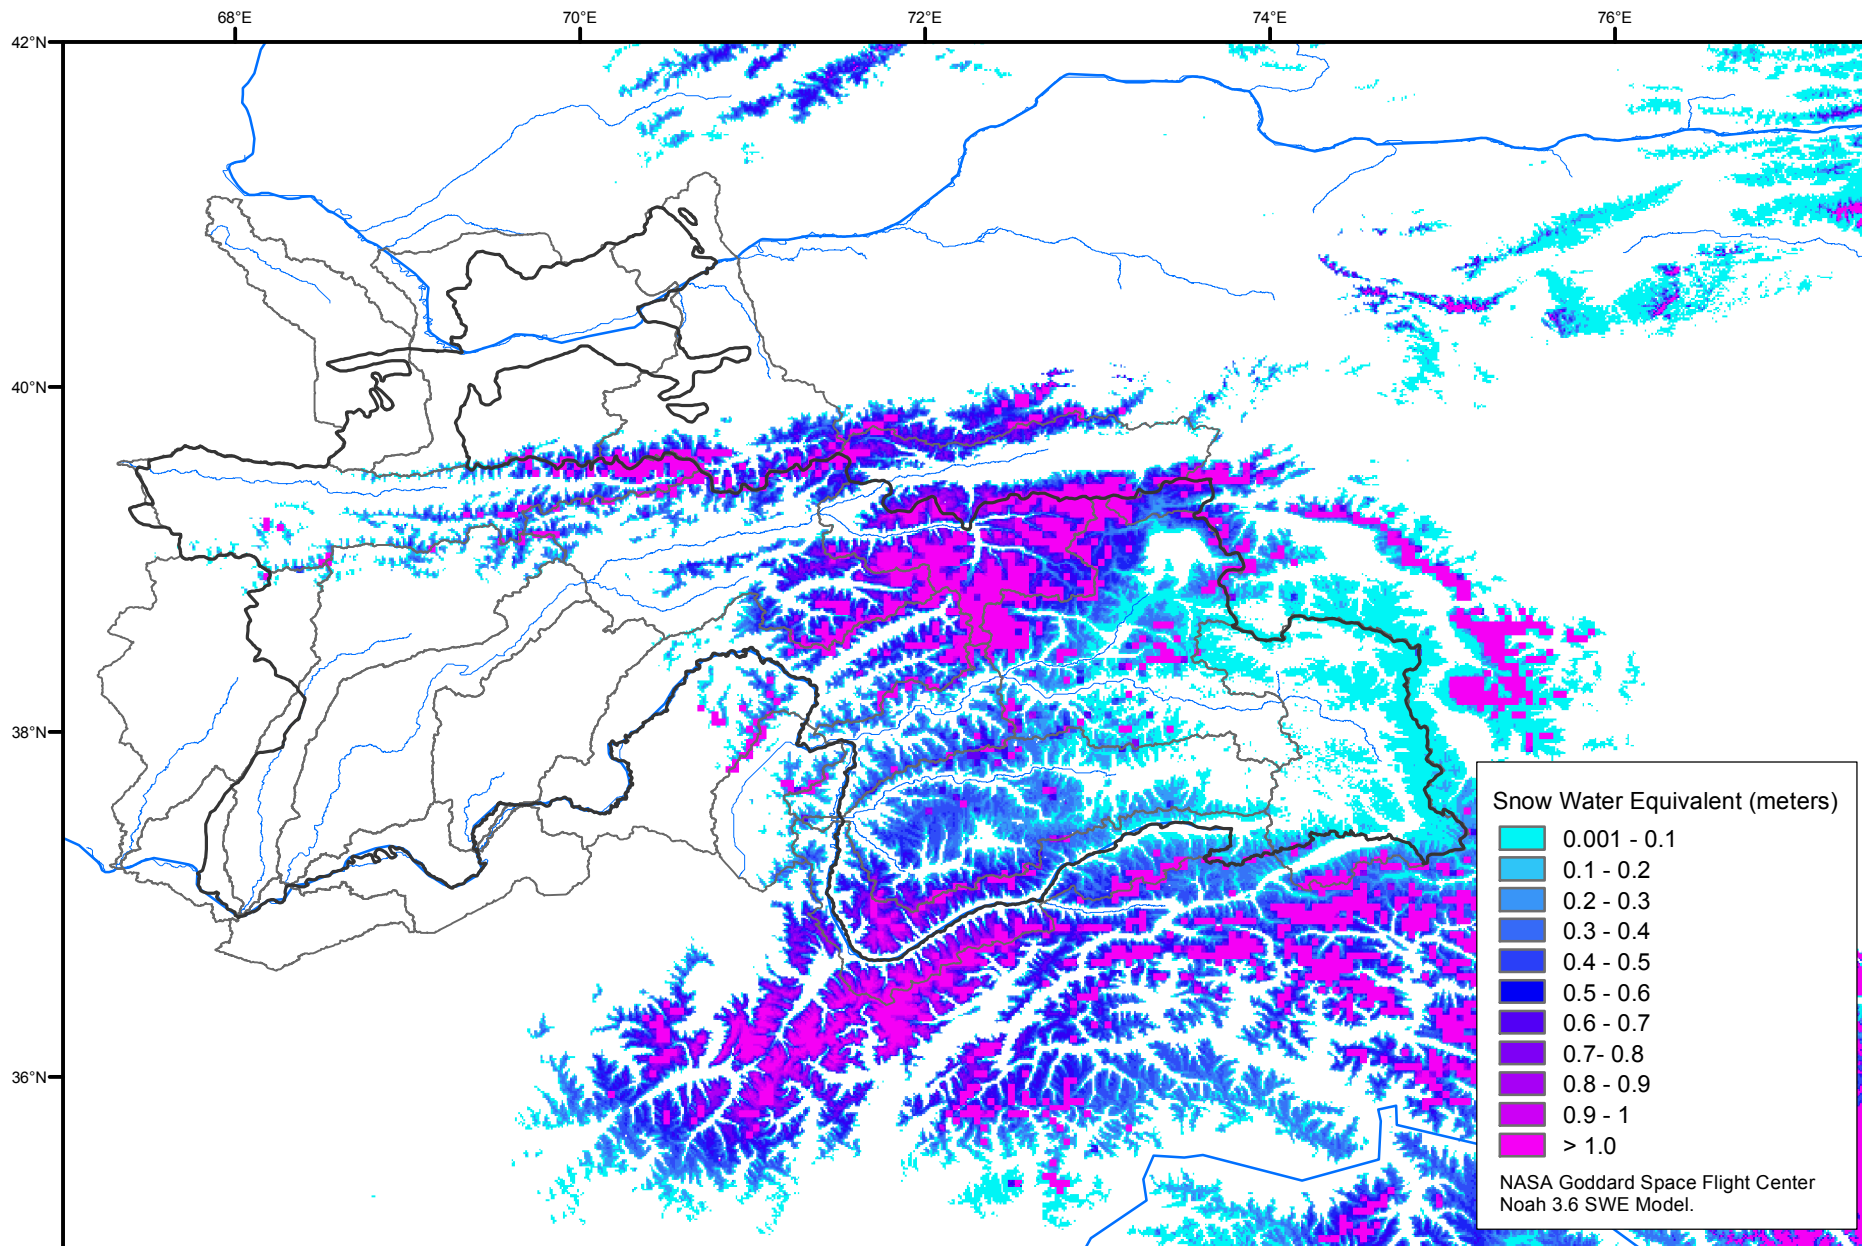 68°E 70°E 72°E 74°E 76°E
42°N
40°N
38°N
36°N
Snow Water Equivalent (meters)
0.001 - 0.1
0.1 - 0.2
0.2 - 0.3
0.3 - 0.4
0.4 - 0.5
0.5 - 0.6
0.6 - 0.7
0.7- 0.8
0.8 - 0.9
0.9 - 1
> 1.0
NASA Goddard Space Flight Center
Noah 3.6 SWE Model.